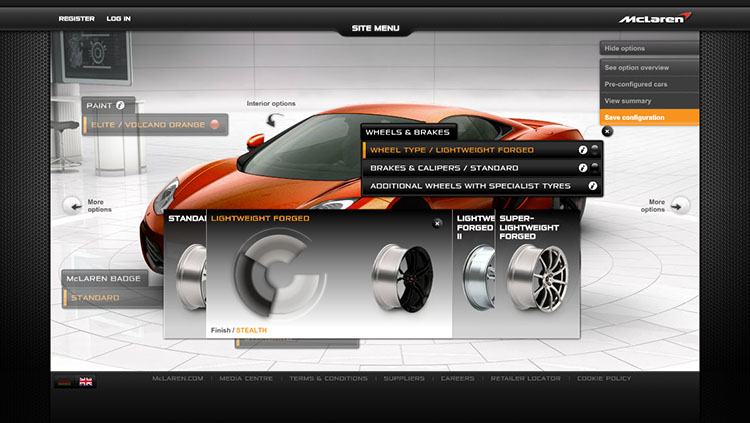 REGISTER
LOG IN
SITE MENU
McLaren
Hide options
See option overview
Pre-configured cars
View summary
Save configuration
PAINT
ELITE / VOLCANO ORANGE
Interior options
WHEELS & BRAKES
WHEEL TYPE / LIGHTWEIGHT FORGED
BRAKES & CALIPERS / STANDARD
ADDITIONAL WHEELS WITH SPECIALIST TYRES
More
options
More
options
LIGHTWEIGHT FORGED
FORGED
II
SUPER-
LIGHTWEIGHT
FORGED
McLAREN BADGE
STANDARD
Finish / STEALTH
McLAREN.COM
MEDIA CENTRE
TERMS & CONDITIONS
SUPPLIERS
CAREERS
RETAILER LOCATOR
COOKIE POLICY